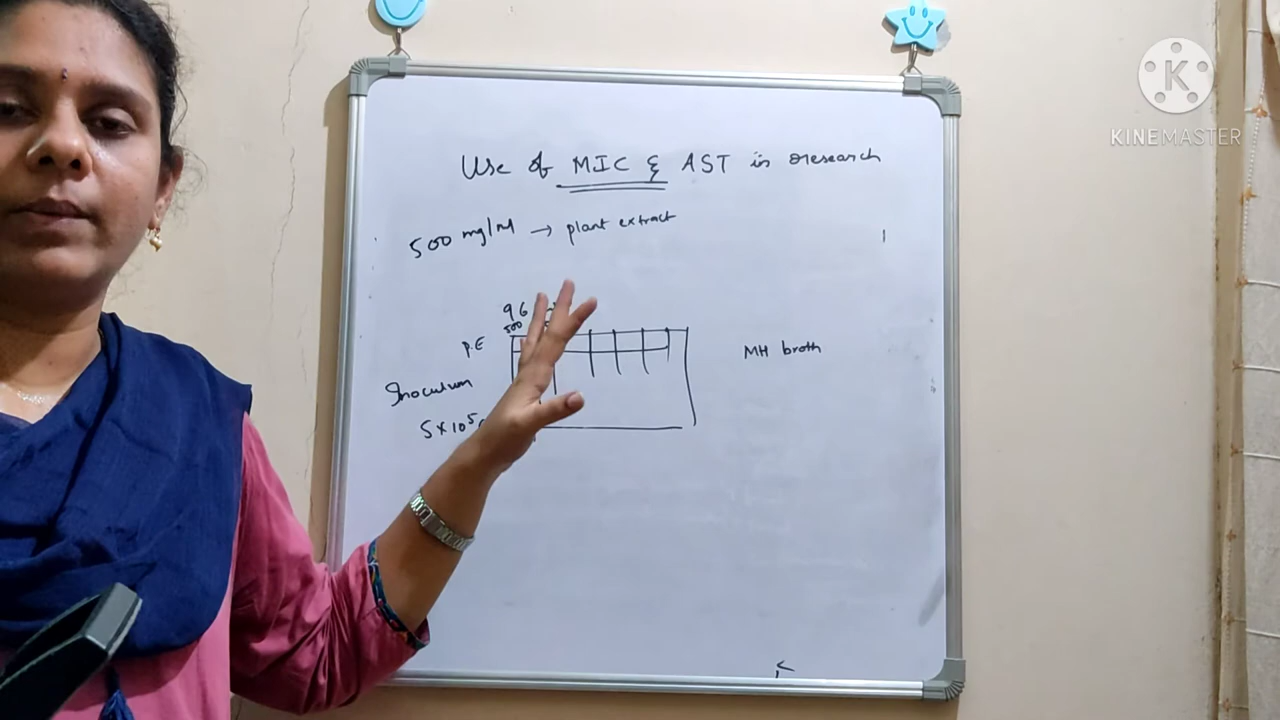 Use of MIC & AST in research
500 mg/ml → plant extract
96
500
P.E
MH broth
Inoculum
5×10⁵
K
KINEMASTER